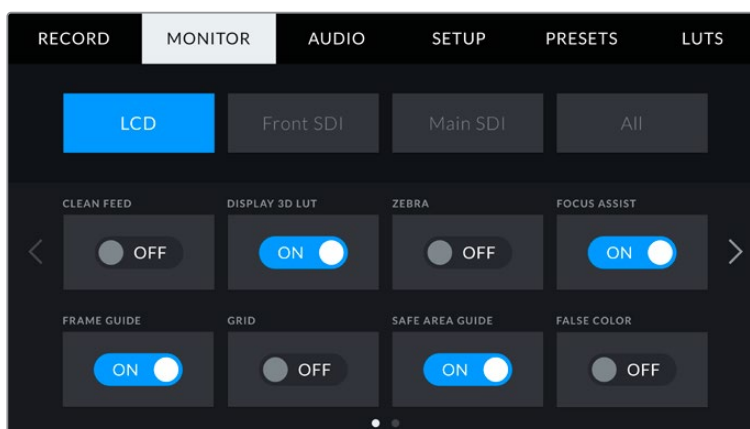 RECORD MONITOR AUDIO SETUP PRESETS LUTS
LCD Front SDI Main SDI All
CLEAN FEED DISPLAY 3D LUT ZEBRA FOCUS ASSIST
OFF ON OFF ON
FRAME GUIDE GRID SAFE AREA GUIDE FALSE COLOR
ON OFF ON OFF